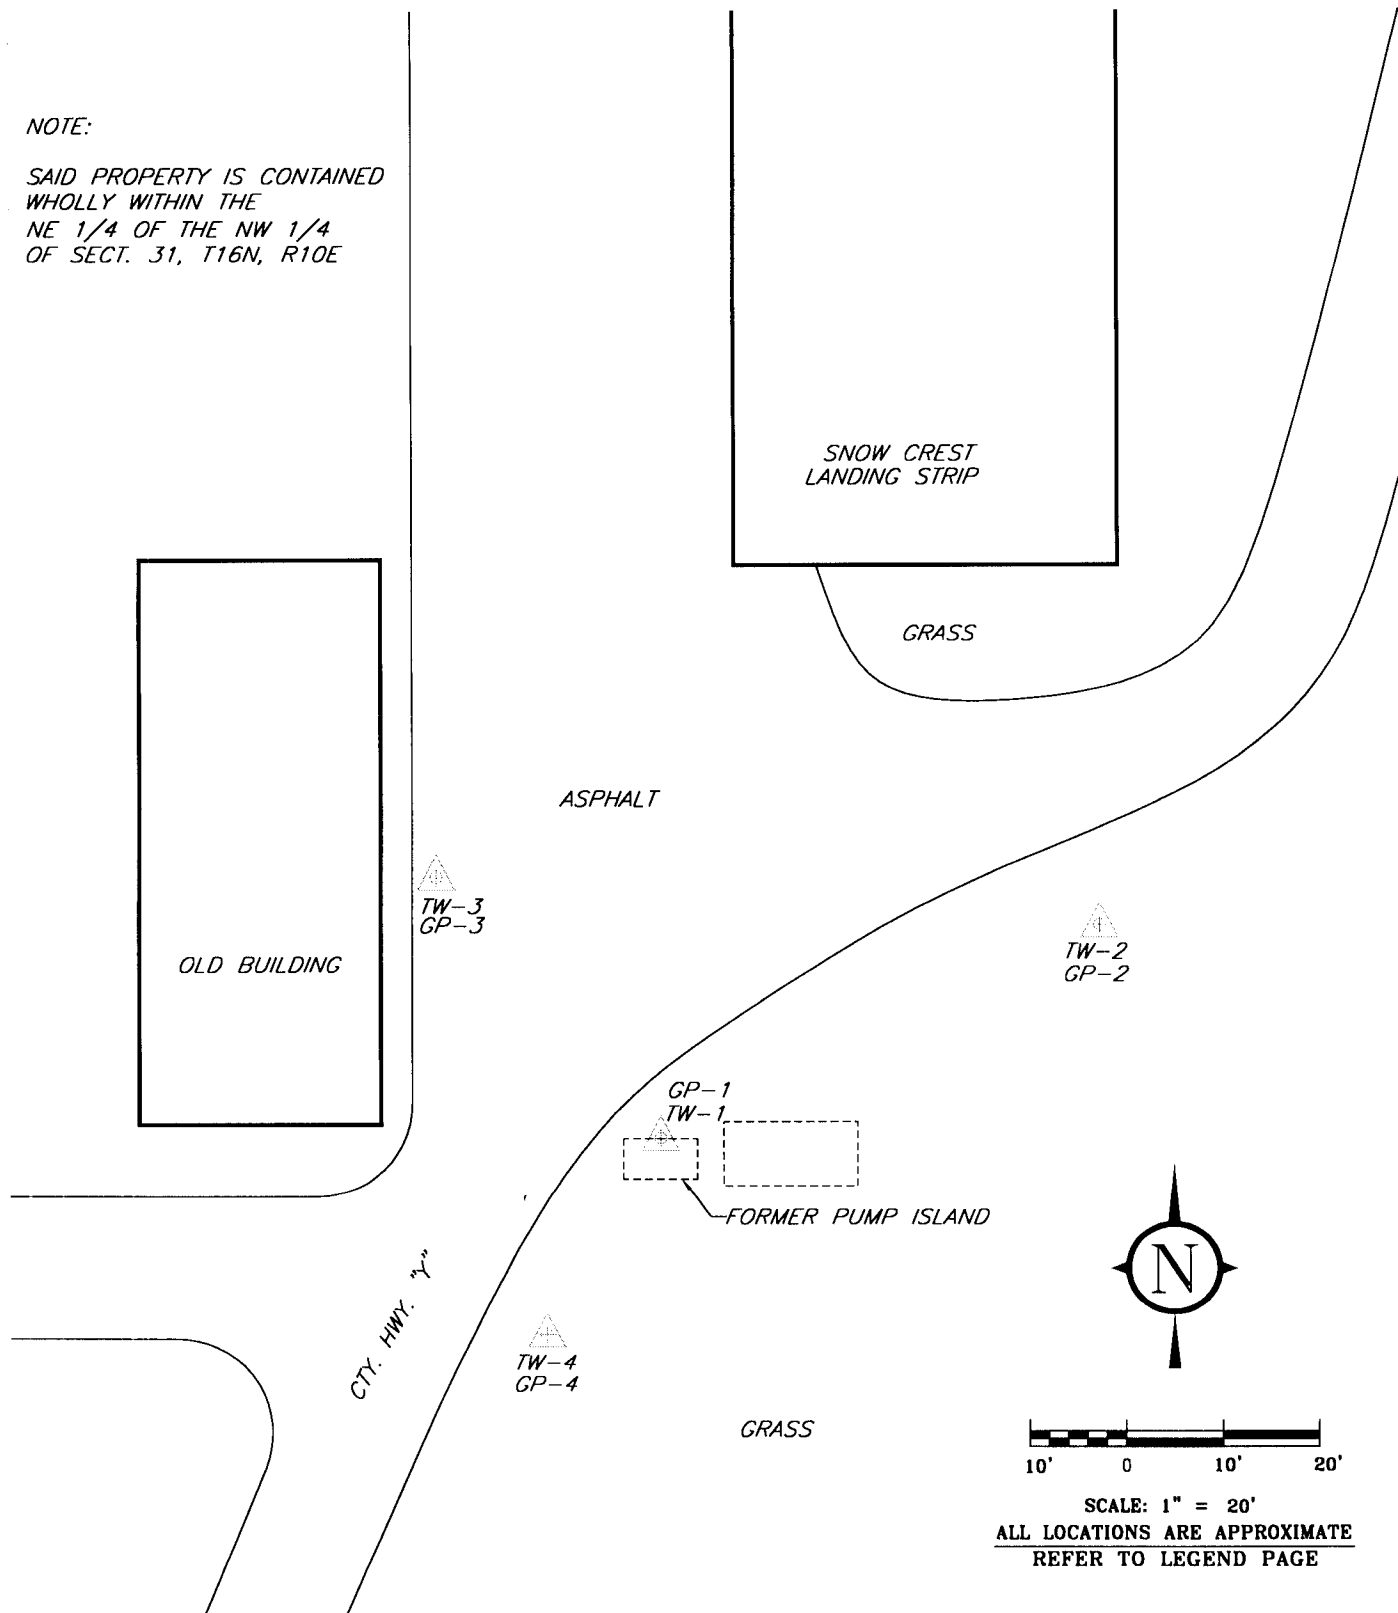 NOTE:
SAID PROPERTY IS CONTAINED
WHOLLY WITHIN THE
NE 1/4 OF THE NW 1/4
OF SECT. 31, T16N, R10E
SNOW CREST
LANDING STRIP
GRASS
ASPHALT
TW-3
GP-3
OLD BUILDING
TW-2
GP-2
GP-1
TW-1
FORMER PUMP ISLAND
CTY. HWY. "Y"
N
TW-4
GP-4
GRASS
10' 0 10' 20'
SCALE: 1" = 20'
ALL LOCATIONS ARE APPROXIMATE
REFER TO LEGEND PAGE